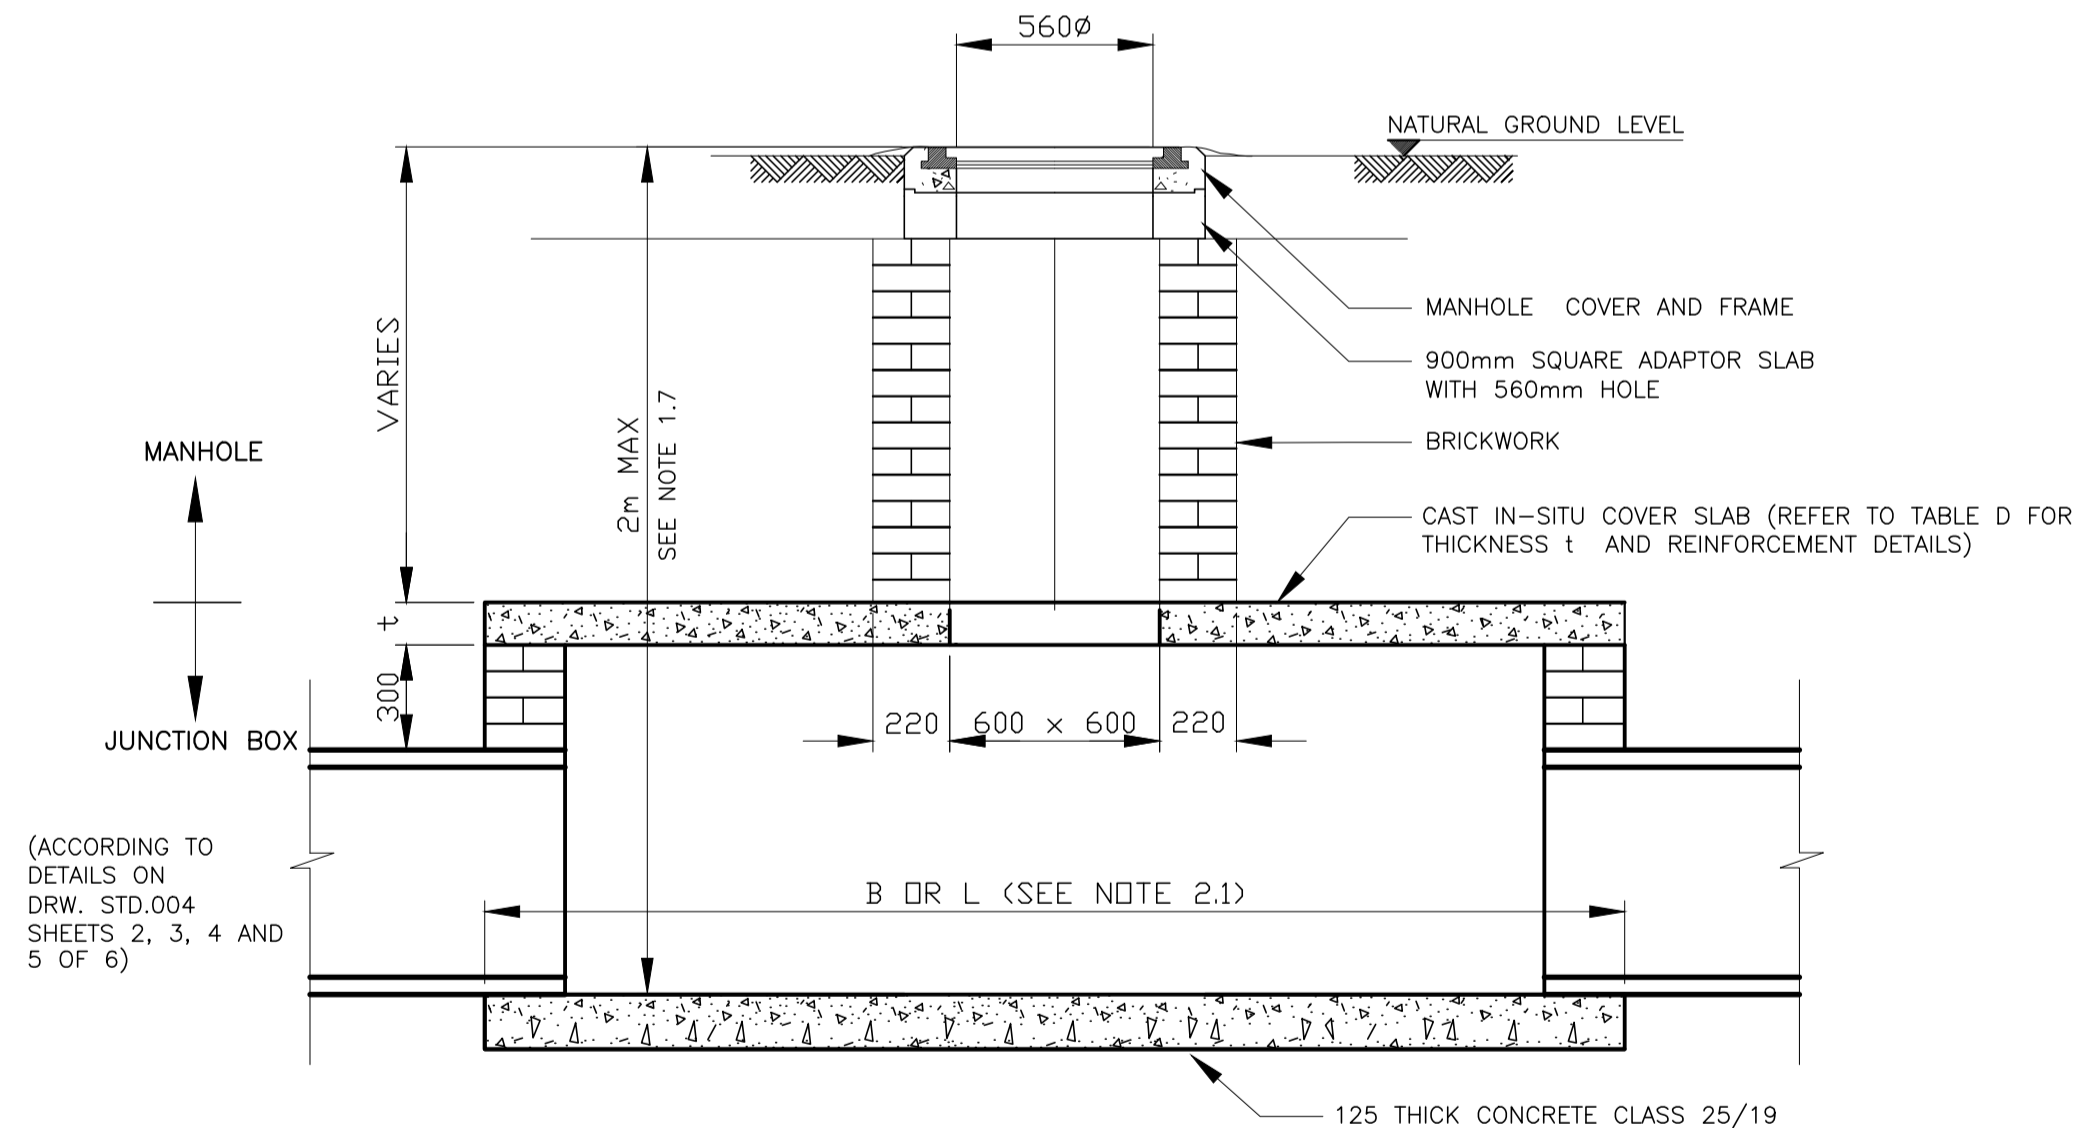 560Ø
NATURAL GROUND LEVEL
MANHOLE COVER AND FRAME
900mm SQUARE ADAPTOR SLAB
WITH 560mm HOLE
VARIES
2m MAX
SEE NOTE 1.7
BRICKWORK
MANHOLE
CAST IN-SITU COVER SLAB (REFER TO TABLE D FOR
THICKNESS t AND REINFORCEMENT DETAILS)
t
300
220 600 x 600 220
JUNCTION BOX
(ACCORDING TO
DETAILS ON
DRW. STD.004
SHEETS 2, 3, 4 AND
5 OF 6)
B OR L (SEE NOTE 2.1)
125 THICK CONCRETE CLASS 25/19